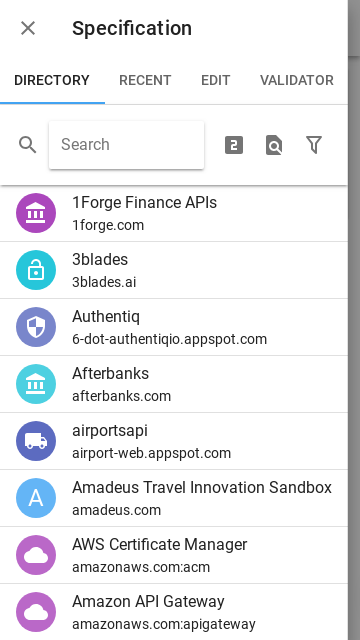 Specification
DIRECTORY
RECENT
EDIT
VALIDATOR
Search
2
1Forge Finance APIs
1forge.com
3blades
3blades.ai
Authentiq
6-dot-authentiqio.appspot.com
Afterbanks
afterbanks.com
airportsapi
airport-web.appspot.com
A
Amadeus Travel Innovation Sandbox
amadeus.com
AWS Certificate Manager
amazonaws.com:acm
Amazon API Gateway
amazonaws.com:apigateway